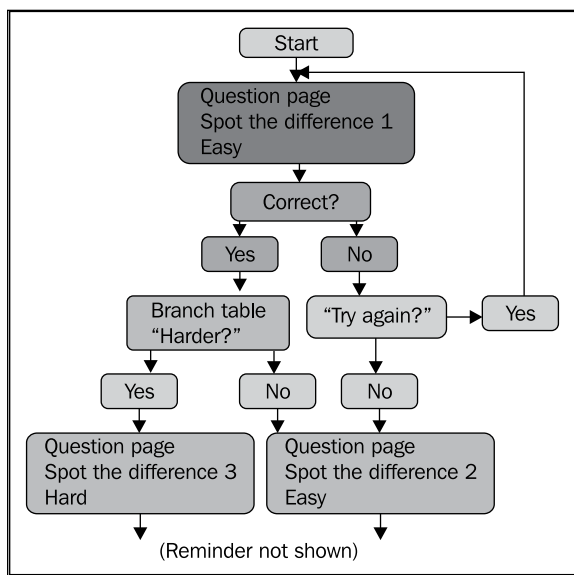 Start
Question page
Spot the difference 1
Easy
Correct?
Yes
No
Branch table
“Harder?”
“Try again?”
Yes
Yes
No
No
Question page
Spot the difference 3
Hard
Question page
Spot the difference 2
Easy
(Reminder not shown)